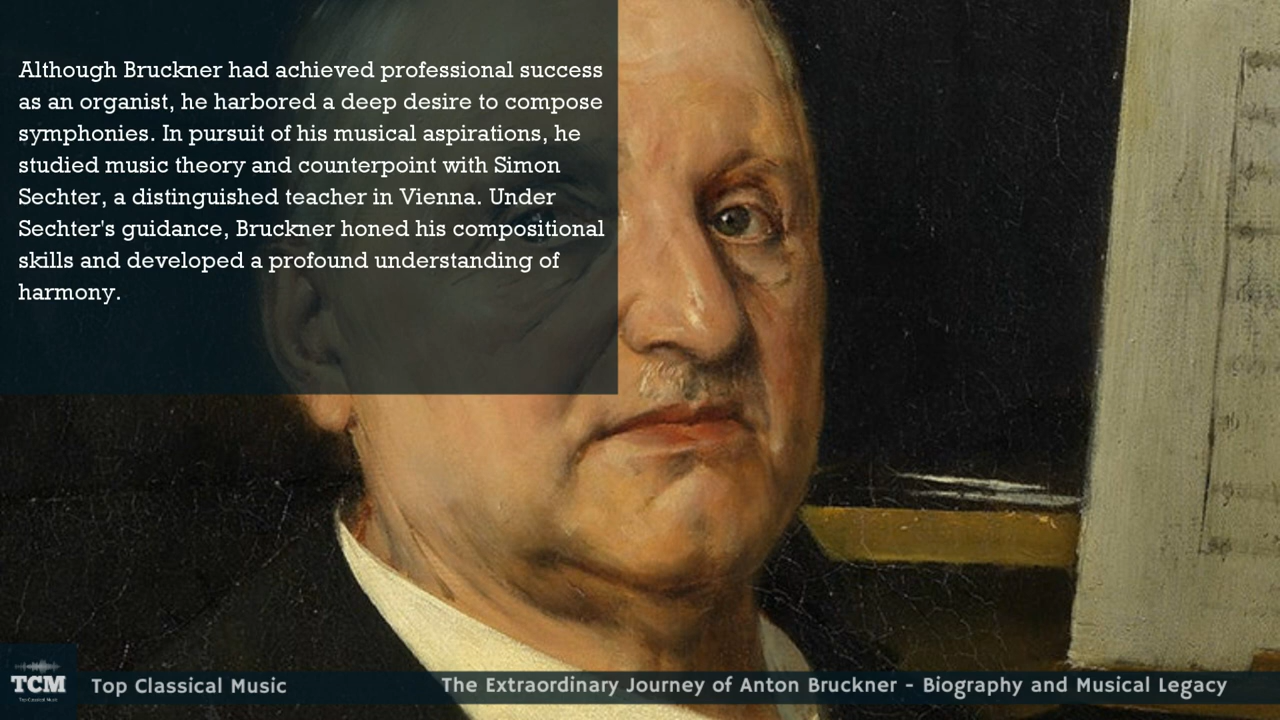 Although Bruckner had achieved professional success
as an organist, he harbored a deep desire to compose
symphonies. In pursuit of his musical aspirations, he
studied music theory and counterpoint with Simon
Sechter, a distinguished teacher in Vienna. Under
Sechter's guidance, Bruckner honed his compositional
skills and developed a profound understanding of
harmony.
TCM
Top Classical Music
Top Classical Music
The Extraordinary Journey of Anton Bruckner - Biography and Musical Legacy